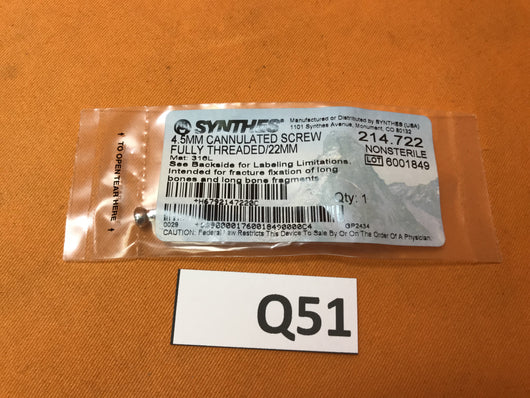 SYNTHES®
Manufactured or Distributed by SYNTHES (USA)
1101 Synthes Avenue, Monument, CO 80132
4.5MM CANNULATED SCREW
FULLY THREADED/22MM
214.722
NONSTERILE
LOT 6001849
Mat: 316L
See Backside for Labeling Limitations.
Intended for fracture fixation of long
bones and long bone fragments
Qty: 1
+H6792147220C
0029
GP2434
CAUTION: Federal Law Restricts This Device To Sale By Or On The Order Of A Physician.
TO OPEN TEAR HERE
Q51